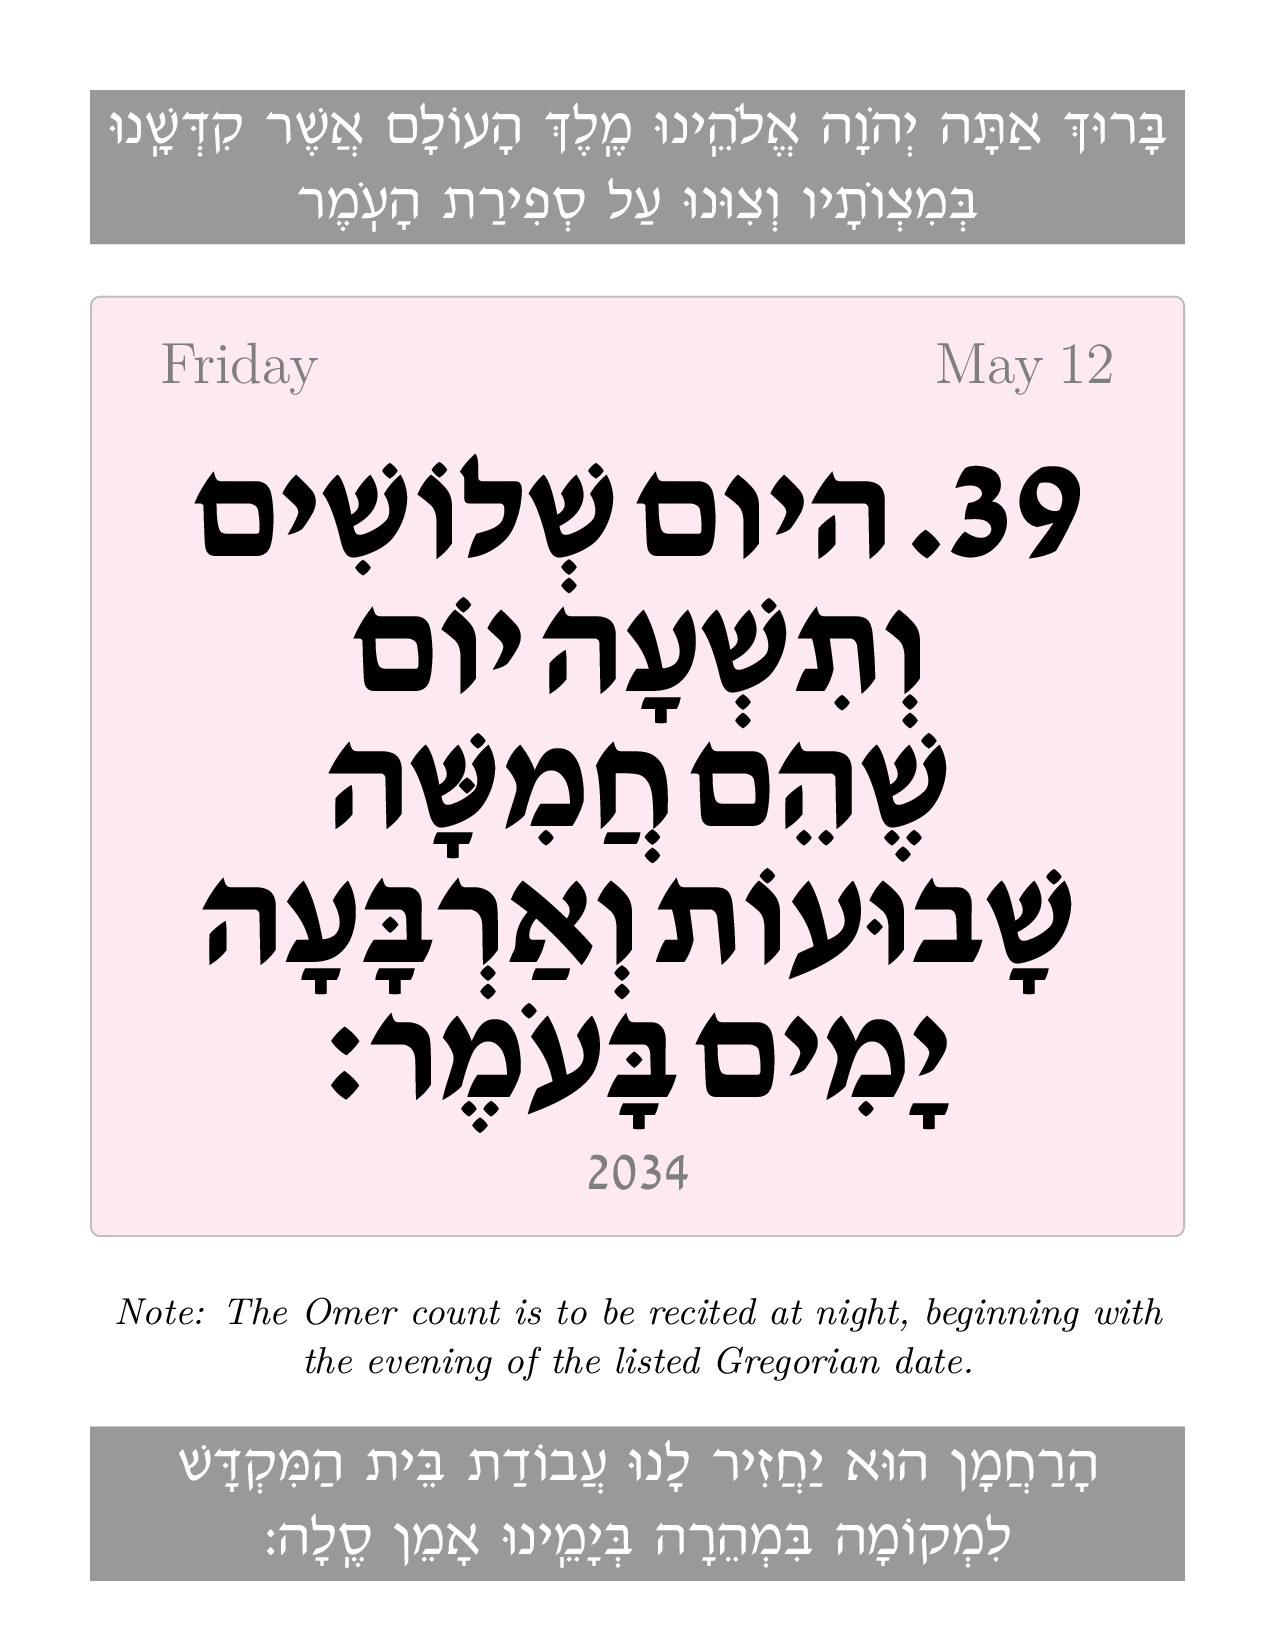 בָּרוּךְ אַתָּה יְהֹוָה אֱלֹהֵֽינוּ מֶֽלֶךְ הָעוֹלָם אֲשֶׁר קִדְּשָֽׁנוּ
בְּמִצְוֹתָיו וְצִוּנוּ עַל סְפִירַת הָעֹֽמֶר
Friday May 12
39. היום שְׁלוֹשִׁים
וְתִשְׁעָה יוֹם
שֶׁהֵם חֲמִשָּׁה
שָׁבוּעוֹת וְאַרְבָּעָה
יָמִים בָּעֹמֶר:
2034
Note: The Omer count is to be recited at night, beginning with
the evening of the listed Gregorian date.
הָרַחֲמָן הוּא יַחֲזִיר לָנוּ עֲבוֹדַת בֵּית הַמִּקְדָּשׁ
לִמְקוֹמָהּ בִּמְהֵרָה בְּיָמֵֽינוּ אָמֵן סֶֽלָה: